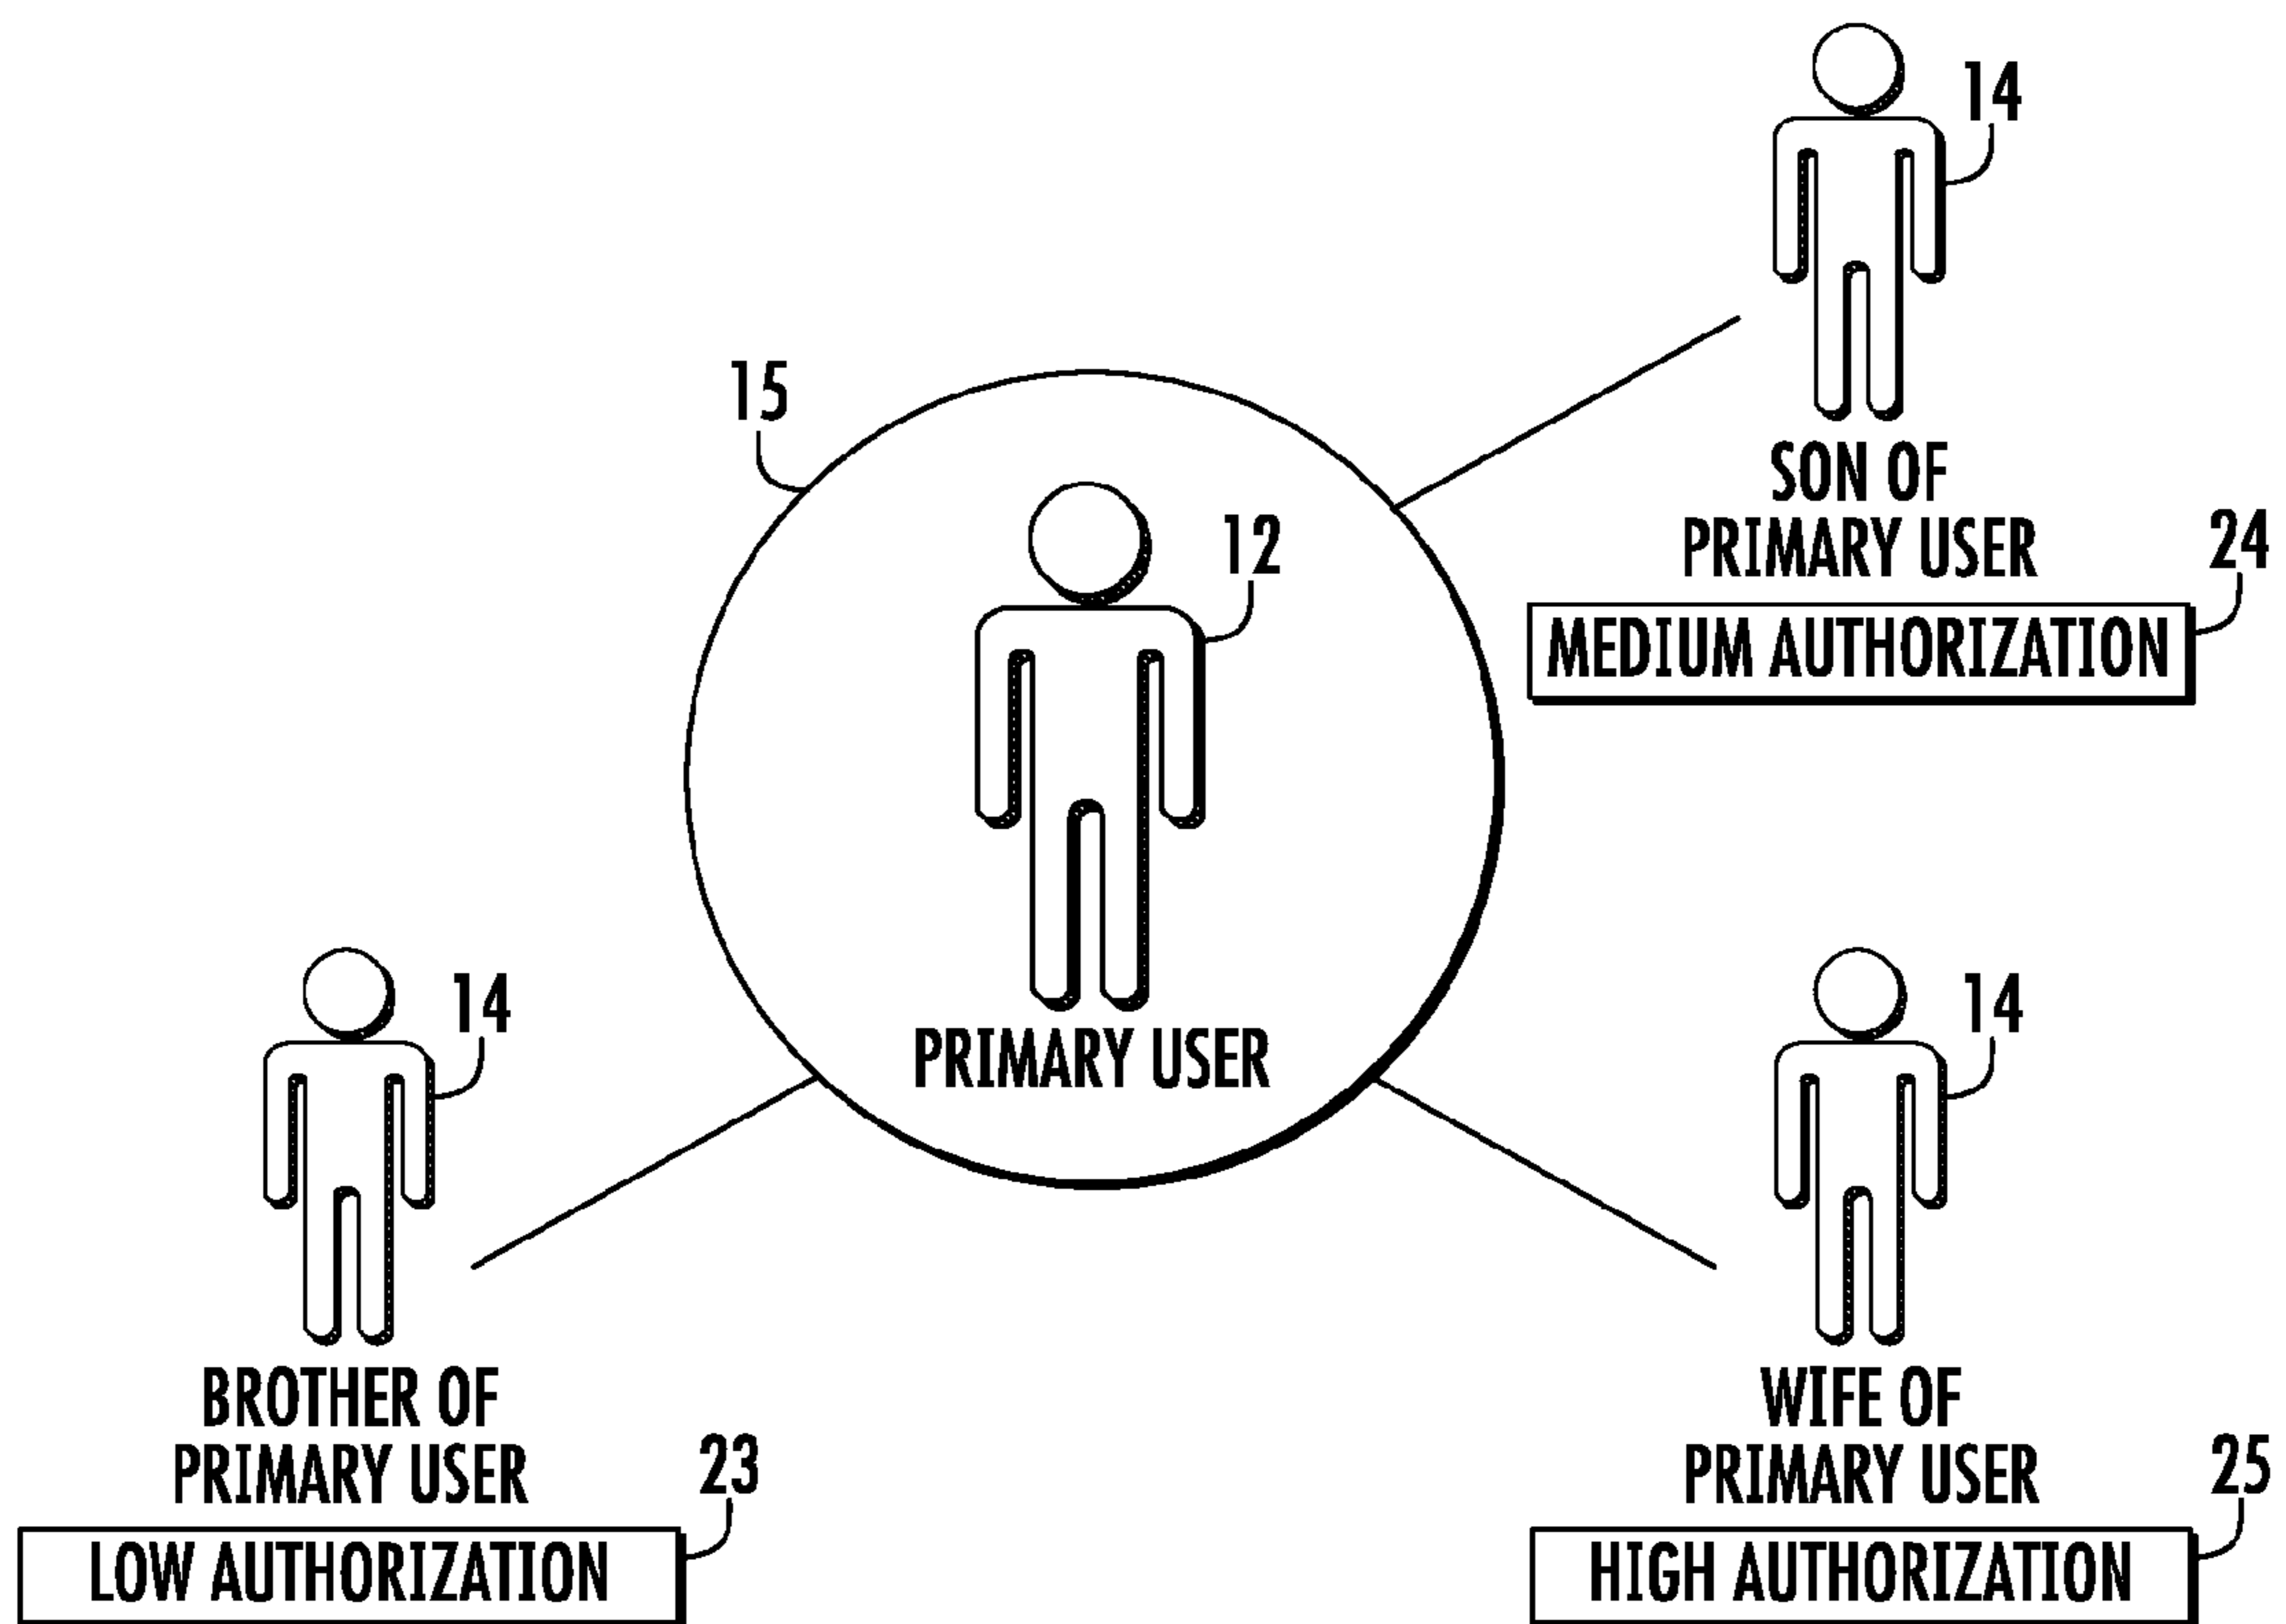 14
SON OF
PRIMARY USER
24
MEDIUM AUTHORIZATION
15
12
PRIMARY USER
14
BROTHER OF
PRIMARY USER
23
LOW AUTHORIZATION
14
WIFE OF
PRIMARY USER
25
HIGH AUTHORIZATION